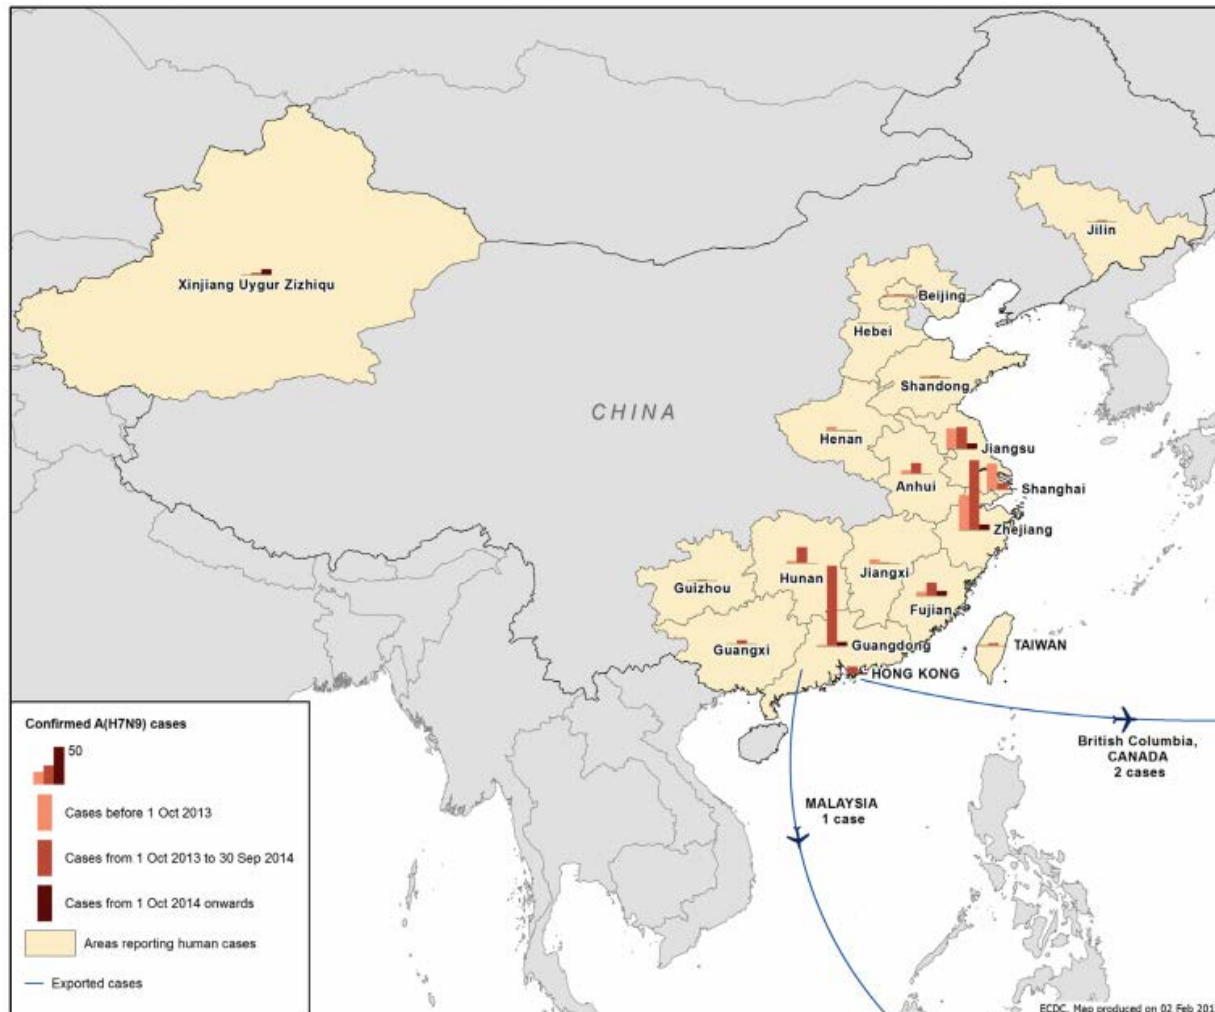 Jilin
Xinjiang Uygur Zizhiqu
Beijing
Hebei
Shandong
CHINA
Henan
Jiangsu
Anhui
Shanghai
Zhejiang
Hunan
Jiangxi
Guizhou
Fujian
Guangxi
Guangdong
TAIWAN
HONG KONG
Confirmed A(H7N9) cases
50
Cases before 1 Oct 2013
Cases from 1 Oct 2013 to 30 Sep 2014
Cases from 1 Oct 2014 onwards
Areas reporting human cases
Exported cases
British Columbia,
CANADA
2 cases
MALAYSIA
1 case
ECDC. Map produced on 02 Feb 201